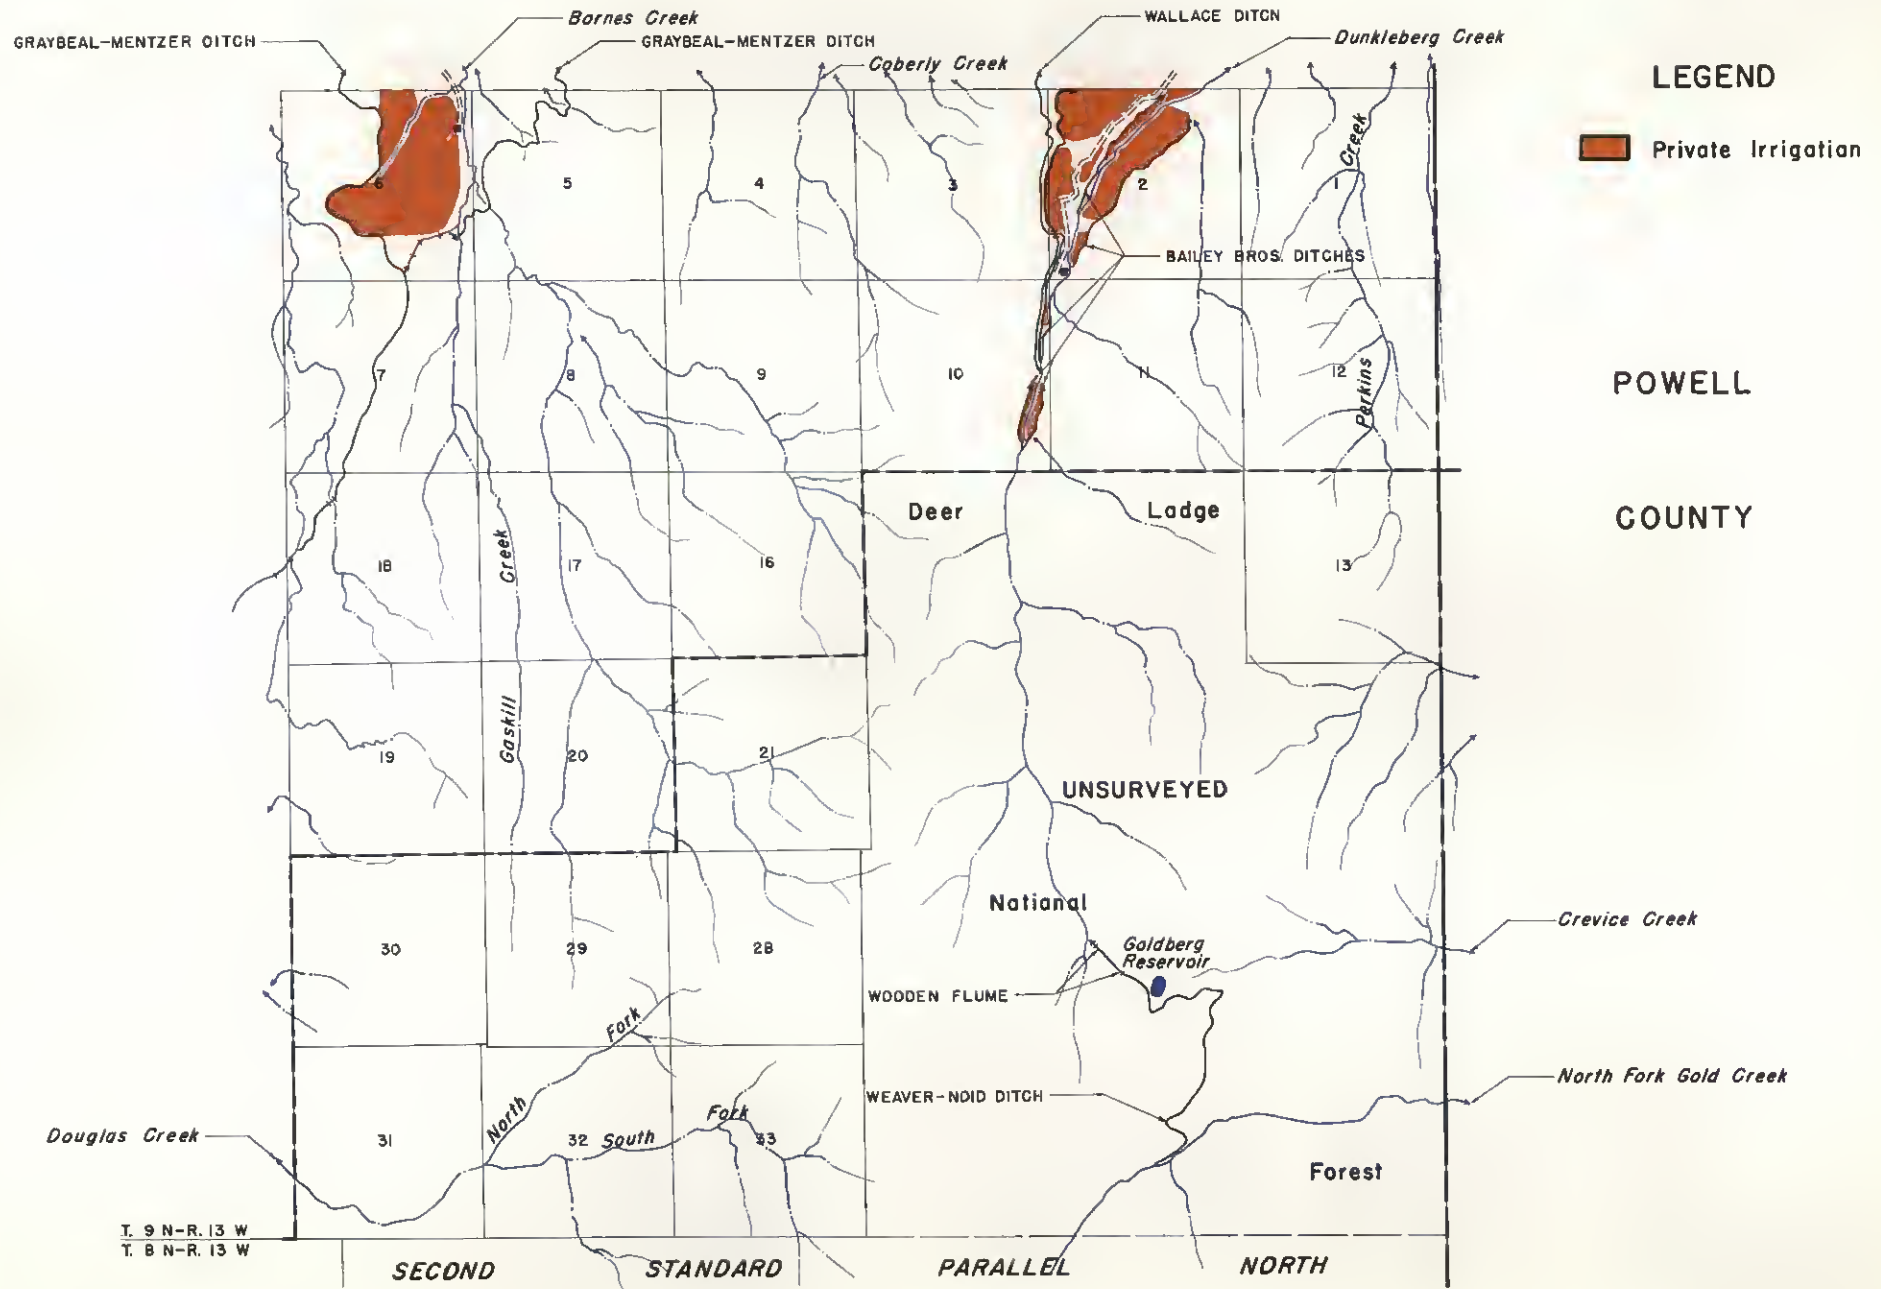 Bornes Creek
WALLACE DITCN
GRAYBEAL-MENTZER OITCH
GRAYBEAL-MENTZER DITCH
Dunkleberg Creek
Coberly Creek
LEGEND
Private Irrigation
Creek
6
5
4
3
2
1
BAILEY BROS. DITCHES
7
8
9
10
11
12
Perkins
POWELL
COUNTY
Deer
Lodge
18
Creek
17
16
13
Gaskill
19
20
21
UNSURVEYED
National
30
29
28
Goldberg
Reservoir
Crevice Creek
WOODEN FLUME
Fork
North Fork Gold Creek
WEAVER-NOID DITCH
North
Fork
Douglas Creek
31
32
South
33
Forest
T. 9 N-R. 13 W
T. 8 N-R. 13 W
SECOND STANDARD PARALLEL NORTH